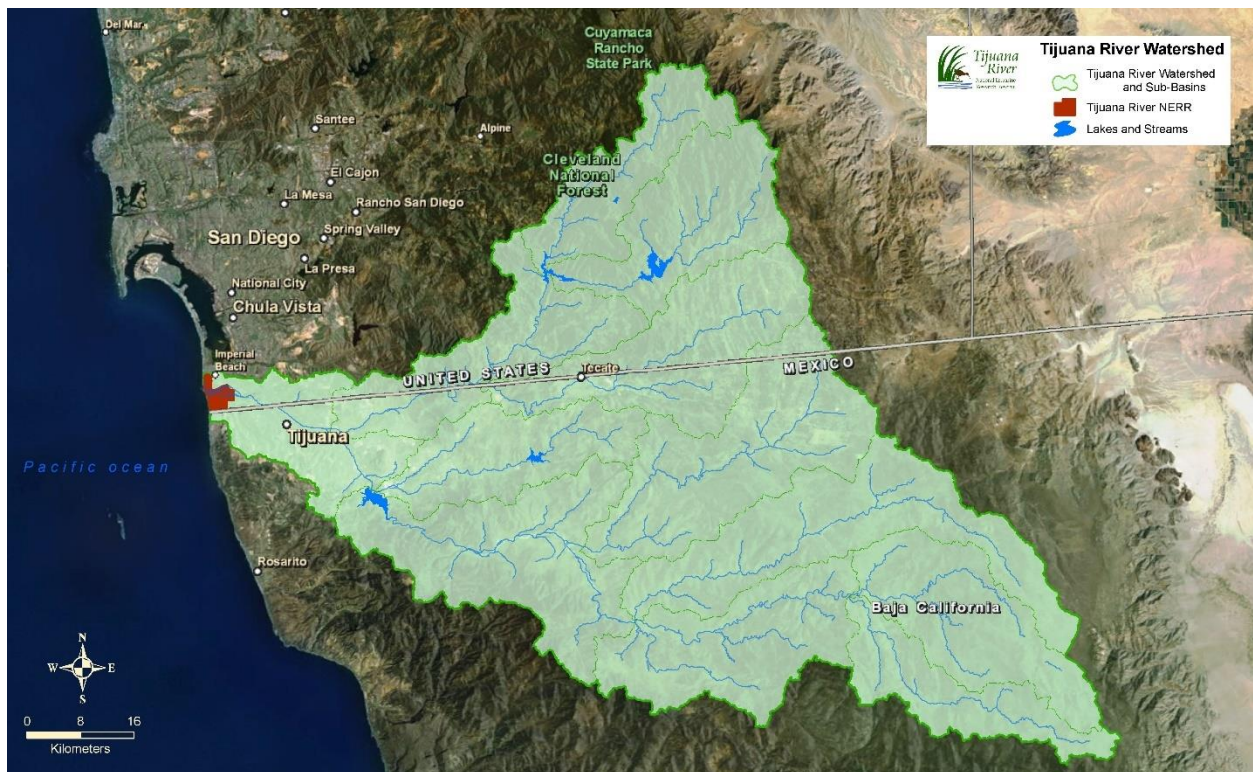 Del Mar
Cuyamaca
Rancho
State Park
Santee
Alpine
El Cajon
Cleveland
National
Forest
La Mesa
Rancho San Diego
San Diego
Spring Valley
La Presa
National City
Chula Vista
Imperial
Beach
UNITED STATES
Tecate
MEXICO
Tijuana
Pacific ocean
Rosarito
Baja California
N
W
E
S
0 8 16
Kilometers
Tijuana
River
Tijuana River Watershed
Tijuana River Watershed
and Sub-Basins
Tijuana River NERR
Lakes and Streams